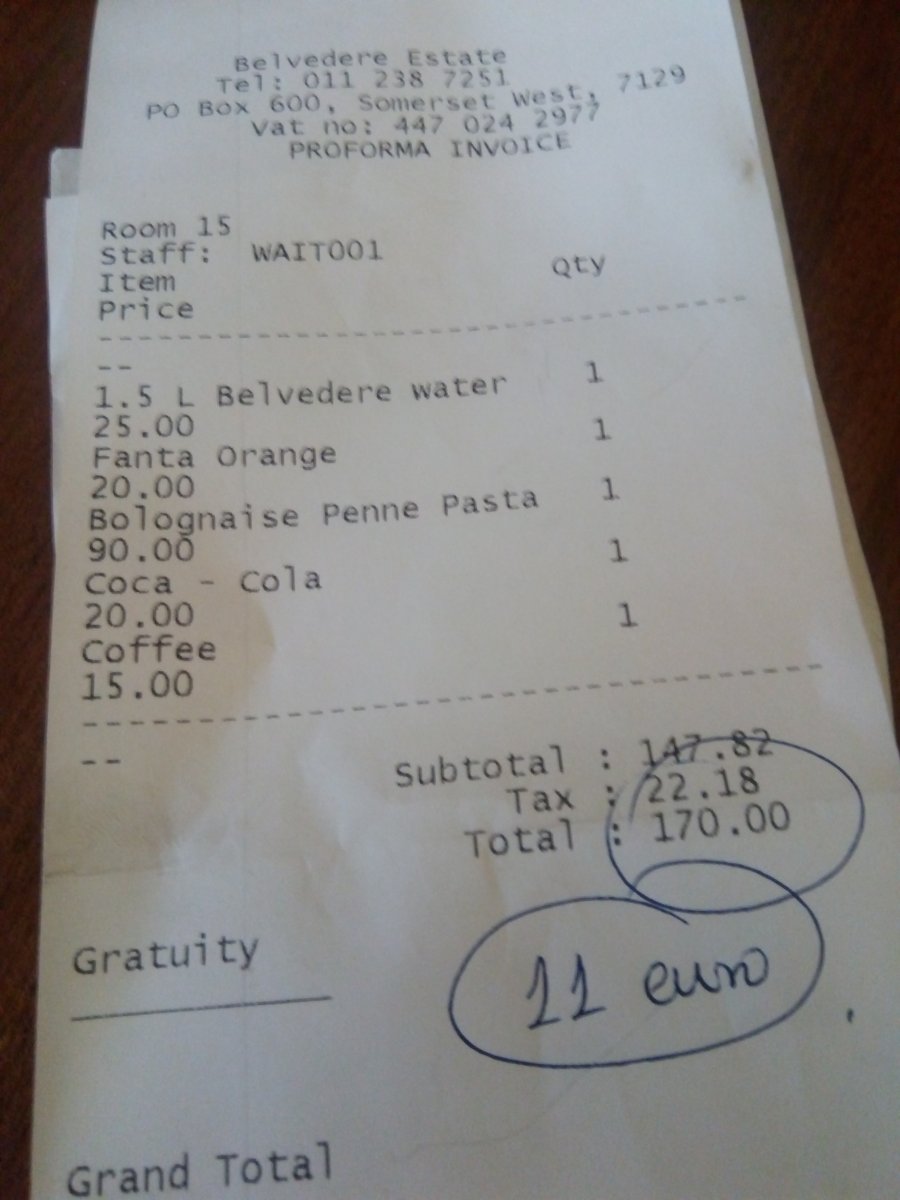 Belvedere Estate
Tel: 011 238 7251
PO Box 600, Somerset West, 7129
Vat no: 447 024 2977
PROFORMA INVOICE
Room 15
Staff: WAIT001
Item Qty
Price
--
1.5 L Belvedere water 1
25.00
Fanta Orange 1
20.00
Bolognaise Penne Pasta 1
90.00
Coca - Cola 1
20.00
Coffee 1
15.00
--
Subtotal : 147.82
Tax : 22.18
Total : 170.00
Gratuity
11 euro
Grand Total